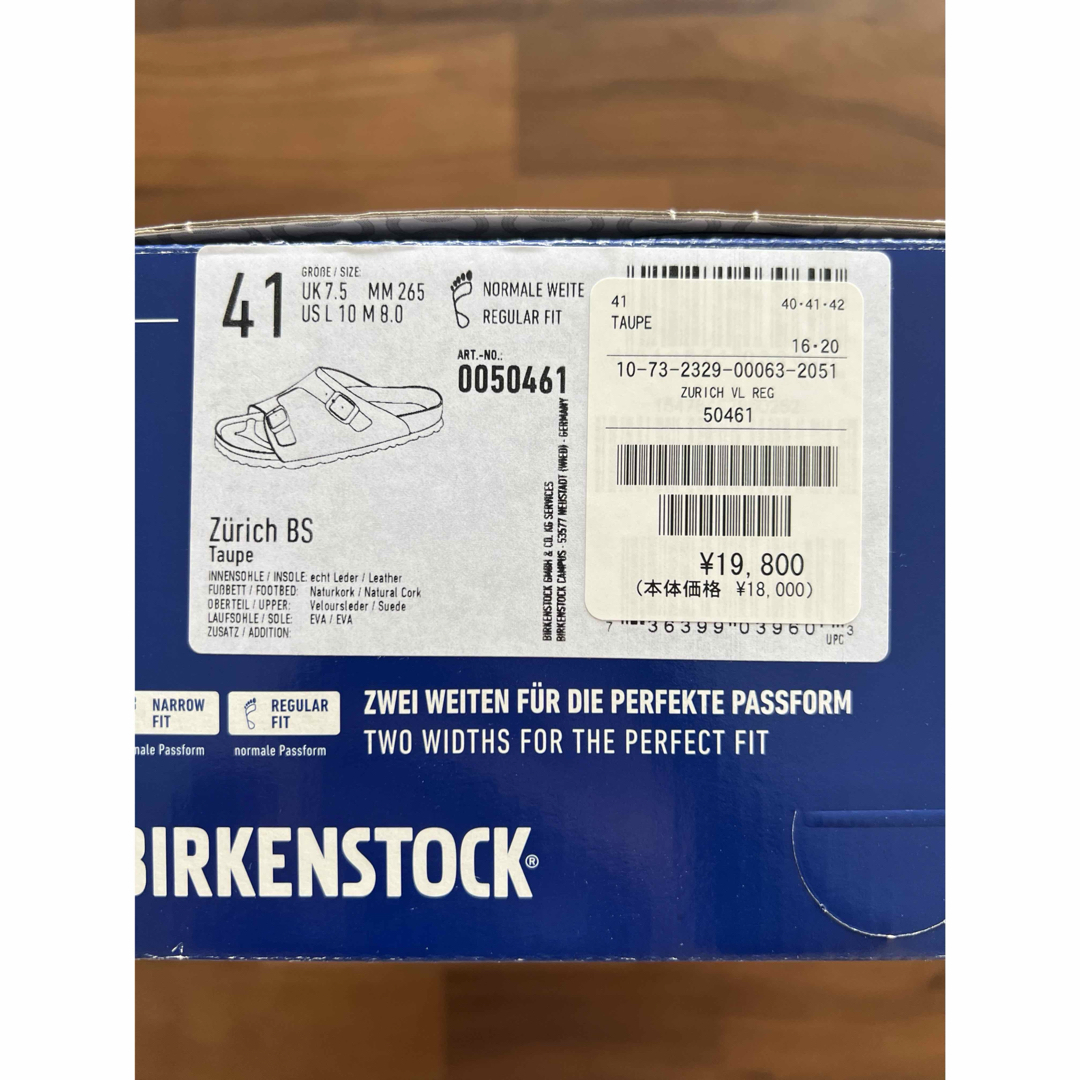 41
GRÖßE / SIZE:
UK 7.5 MM 265
US L 10 M 8.0
NORMALE WEITE
REGULAR FIT
ART.-NO.:
0050461
Zürich BS
Taupe
INNENSOHLE / INSOLE: echt Leder / Leather
FUßBETT / FOOTBED: Naturkork / Natural Cork
OBERTEIL / UPPER: Veloursleder / Suede
LAUFSOHLE / SOLE: EVA / EVA
ZUSATZ / ADDITION:
BIRKENSTOCK GMBH & CO. KG SERVICES
BIRKENSTOCK CAMPUS · 53577 NEUSTADT (WIED) · GERMANY
41 40・41・42
TAUPE
16・20
10-73-2329-00063-2051
ZURICH VL REG
50461
¥19,800
(本体価格 ¥18,000)
7 36399 03960 3
UPC
NARROW
FIT
REGULAR
FIT
normale Passform
ZWEI WEITEN FÜR DIE PERFEKTE PASSFORM
TWO WIDTHS FOR THE PERFECT FIT
BIRKENSTOCK®